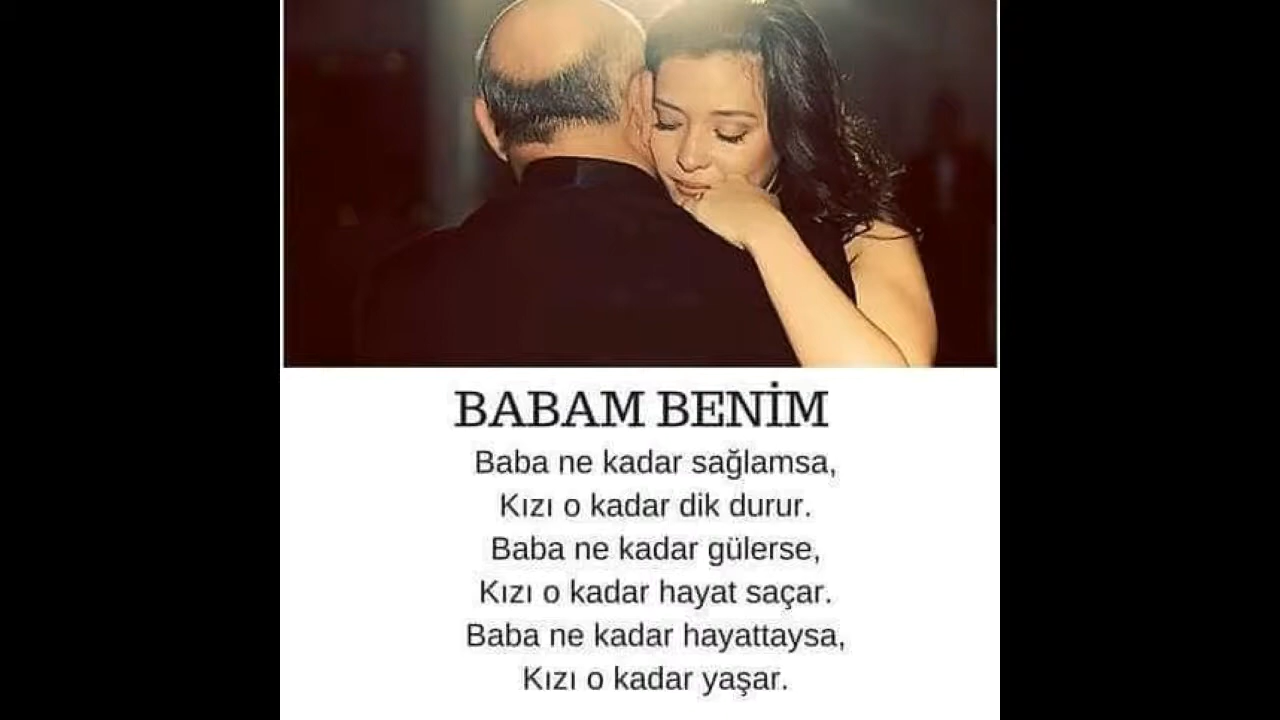 BABAM BENİM
Baba ne kadar sağlamsa,
Kızı o kadar dik durur.
Baba ne kadar gülerse,
Kızı o kadar hayat saçar.
Baba ne kadar hayattaysa,
Kızı o kadar yaşar.